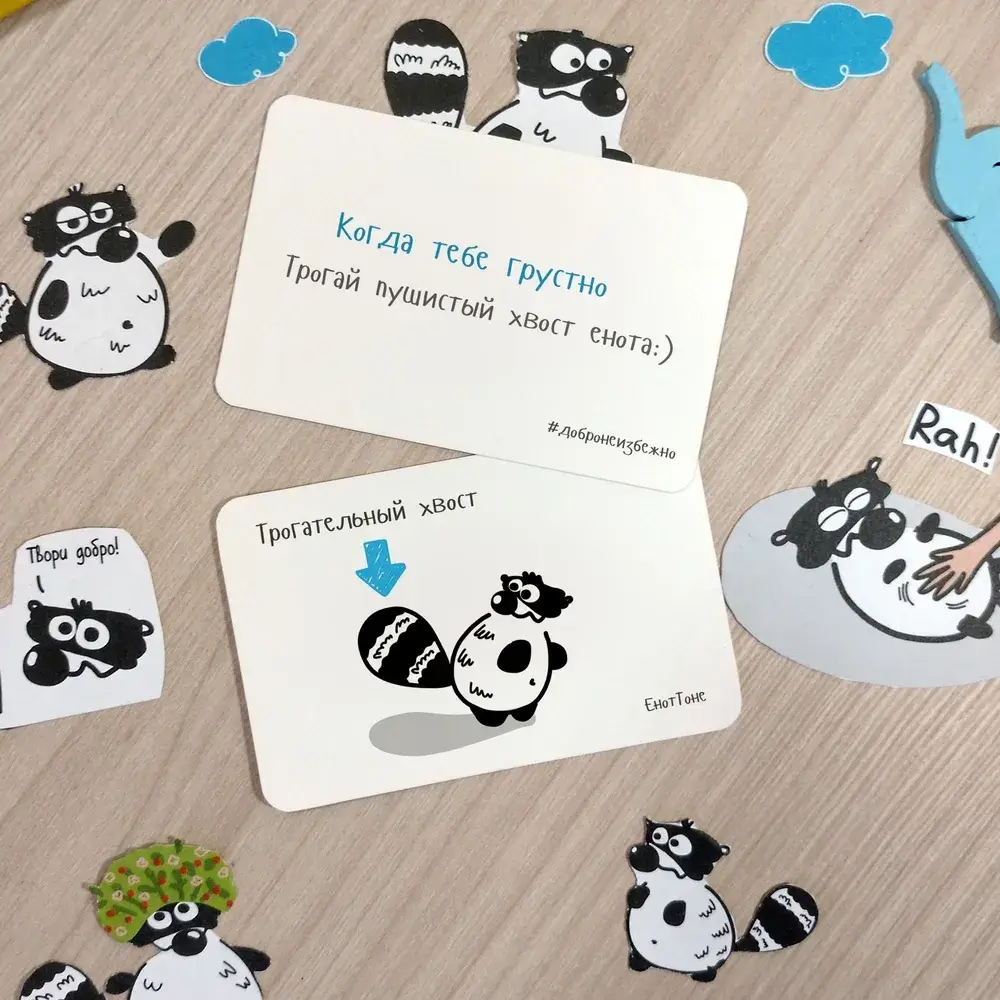 Когда тебе грустно
Трогай пушистый хвост енота:)
#добронеизбежно
Rah!
Трогательный хвост
Твори добро!
ЕнотТоне